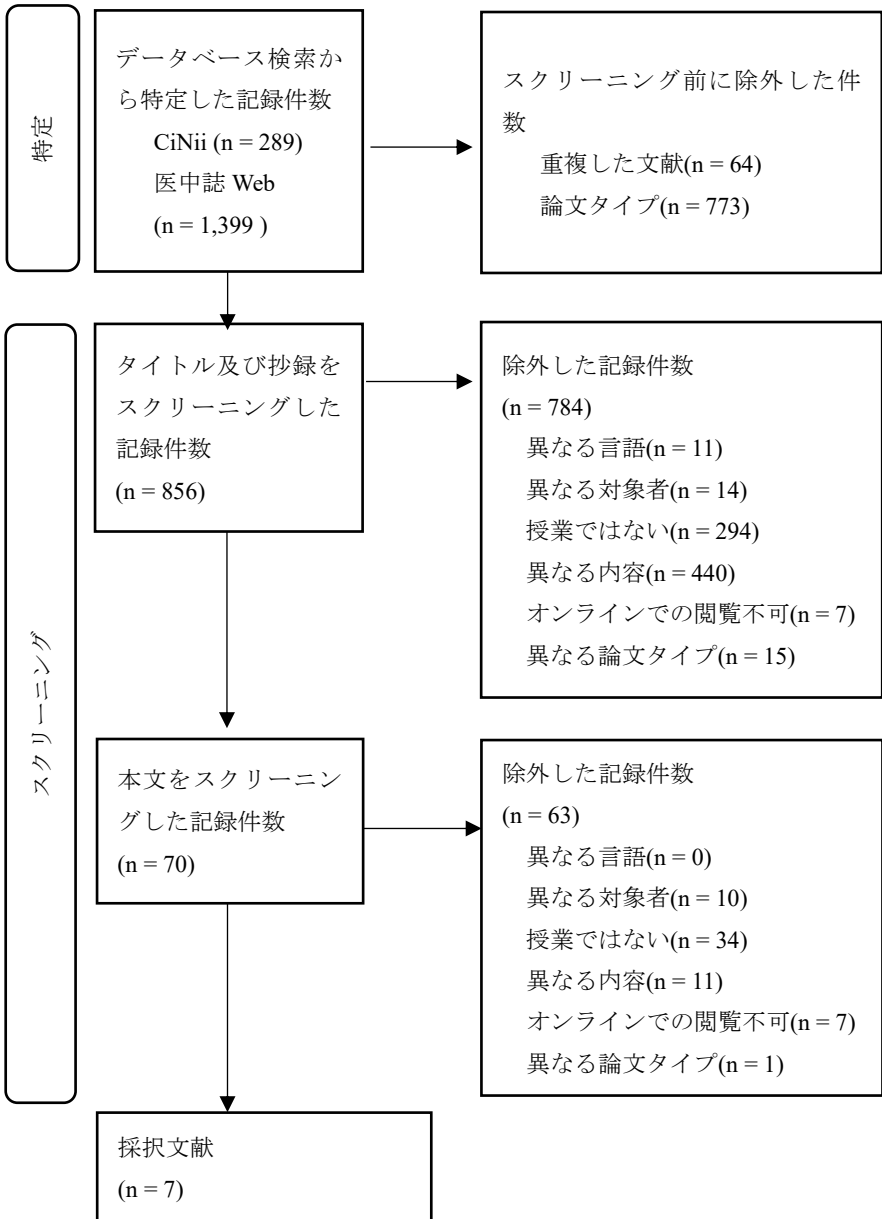 特定
データベース検索か
ら特定した記録件数
CiNii (n = 289)
医中誌 Web
(n = 1,399 )
スクリーニング前に除外した件
数
重複した文献(n = 64)
論文タイプ(n = 773)
スクリーニング
タイトル及び抄録を
スクリーニングした
記録件数
(n = 856)
除外した記録件数
(n = 784)
異なる言語(n = 11)
異なる対象者(n = 14)
授業ではない(n = 294)
異なる内容(n = 440)
オンラインでの閲覧不可(n = 7)
異なる論文タイプ(n = 15)
本文をスクリーニン
グした記録件数
(n = 70)
除外した記録件数
(n = 63)
異なる言語(n = 0)
異なる対象者(n = 10)
授業ではない(n = 34)
異なる内容(n = 11)
オンラインでの閲覧不可(n = 7)
異なる論文タイプ(n = 1)
採択文献
(n = 7)